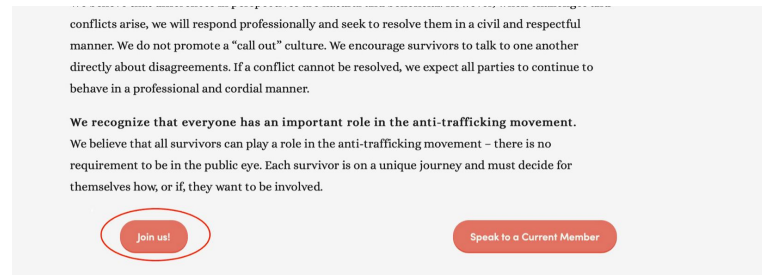 conflicts arise, we will respond professionally and seek to resolve them in a civil and respectful
manner. We do not promote a “call out” culture. We encourage survivors to talk to one another
directly about disagreements. If a conflict cannot be resolved, we expect all parties to continue to
behave in a professional and cordial manner.
We recognize that everyone has an important role in the anti-trafficking movement.
We believe that all survivors can play a role in the anti-trafficking movement – there is no
requirement to be in the public eye. Each survivor is on a unique journey and must decide for
themselves how, or if, they want to be involved.
Join us!
Speak to a Current Member